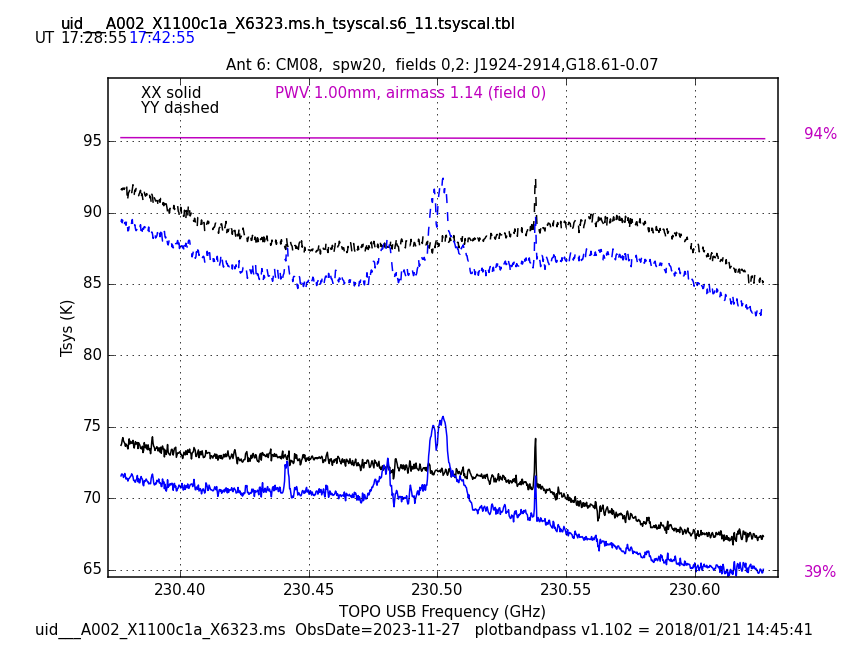 uid___A002_X1100c1a_X6323.ms.h_tsyscal.s6_11.tsyscal.tbl
UT 17:28:55 17:42:55
Ant 6: CM08, spw20, fields 0,2: J1924-2914,G18.61-0.07
XX solid
YY dashed
PWV 1.00mm, airmass 1.14 (field 0)
94%
95
90
85
80
75
70
65
Tsys (K)
39%
230.40 230.45 230.50 230.55 230.60
TOPO USB Frequency (GHz)
uid___A002_X1100c1a_X6323.ms ObsDate=2023-11-27 plotbandpass v1.102 = 2018/01/21 14:45:41